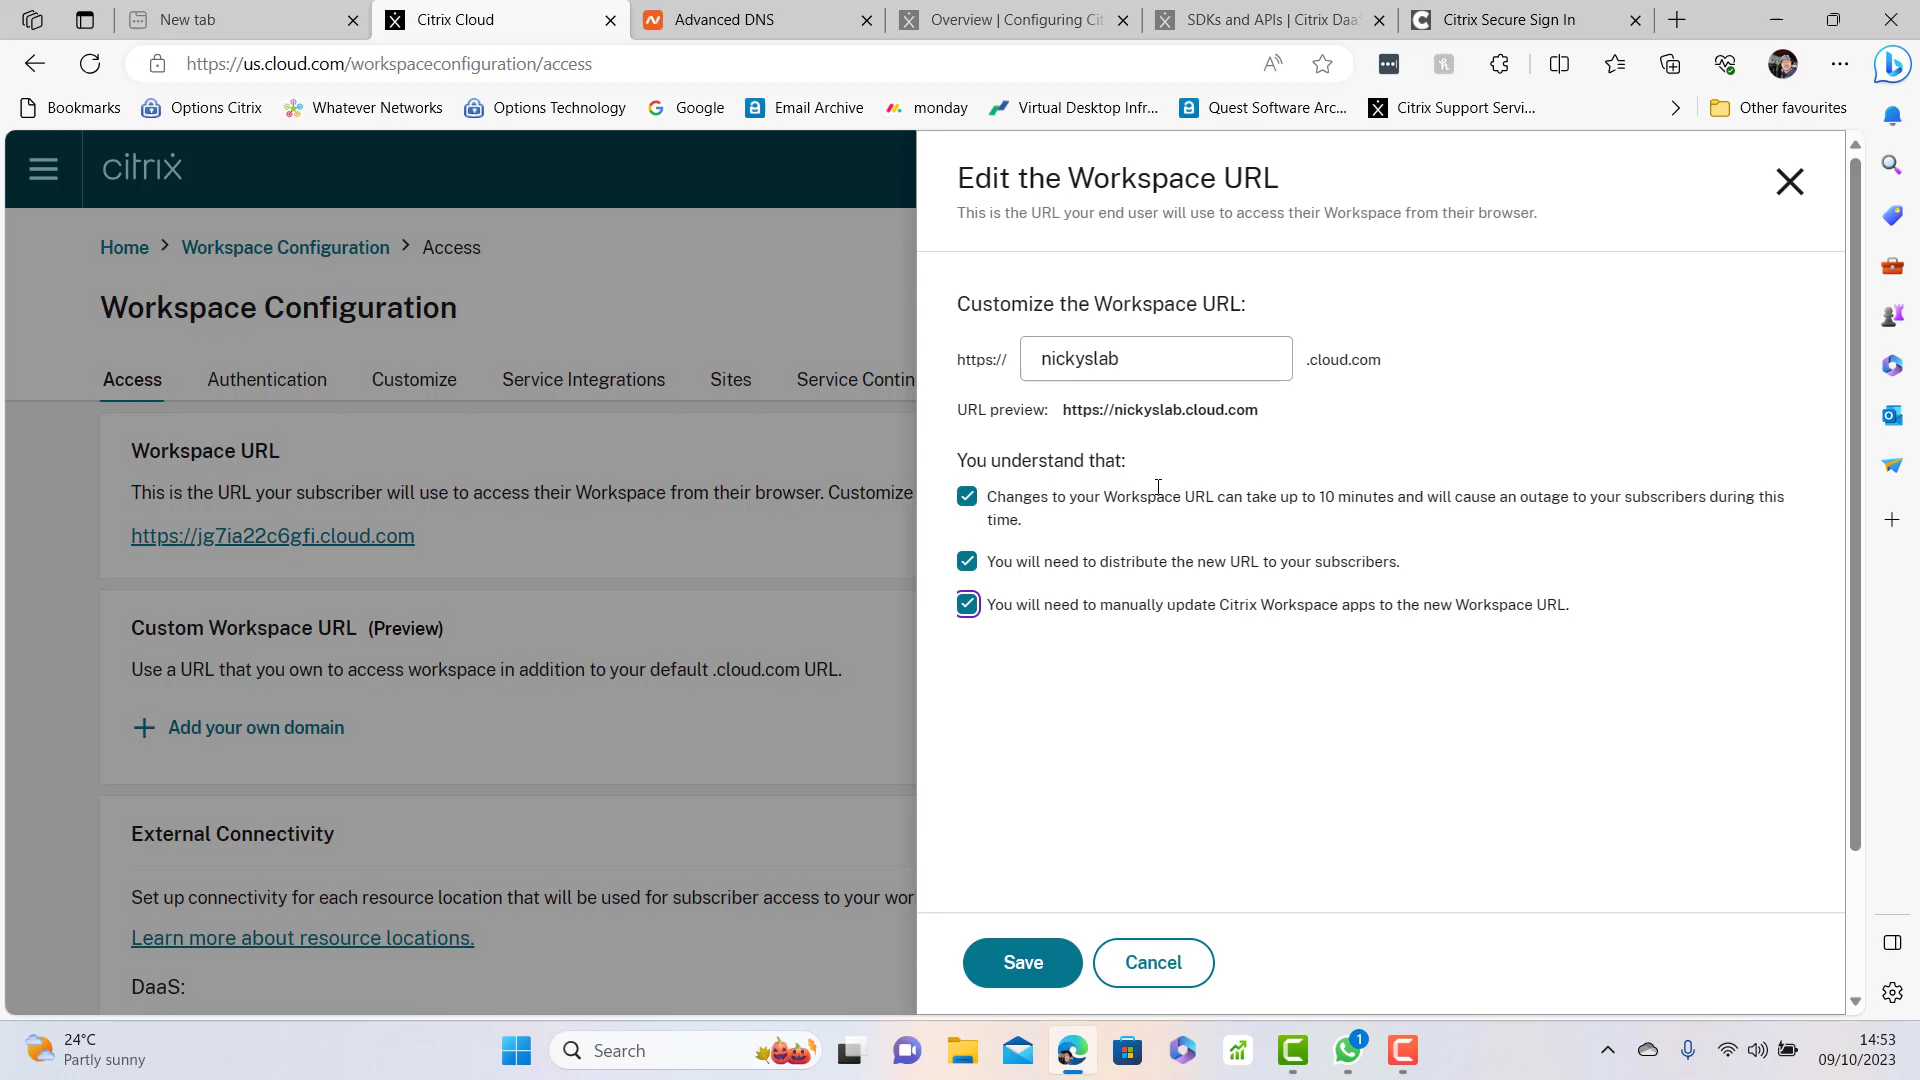 New tab
Citrix Cloud
Advanced DNS
Overview | Configuring Cit
SDKs and APIs | Citrix Daa
Citrix Secure Sign In
https://us.cloud.com/workspaceconfiguration/access
Bookmarks
Options Citrix
Whatever Networks
Options Technology
Google
Email Archive
monday
Virtual Desktop Infr...
Quest Software Arc...
Citrix Support Servi...
Other favourites
citrix
Home > Workspace Configuration > Access
Workspace Configuration
Access
Authentication
Customize
Service Integrations
Sites
Service Contin
Workspace URL
This is the URL your subscriber will use to access their Workspace from their browser. Customize
https://jg7ia22c6gfi.cloud.com
Custom Workspace URL (Preview)
Use a URL that you own to access workspace in addition to your default .cloud.com URL.
+ Add your own domain
External Connectivity
Set up connectivity for each resource location that will be used for subscriber access to your wor
Learn more about resource locations.
DaaS:
Edit the Workspace URL
This is the URL your end user will use to access their Workspace from their browser.
Customize the Workspace URL:
https:// nickyslab .cloud.com
URL preview: https://nickyslab.cloud.com
You understand that:
Changes to your Workspace URL can take up to 10 minutes and will cause an outage to your subscribers during this
time.
You will need to distribute the new URL to your subscribers.
You will need to manually update Citrix Workspace apps to the new Workspace URL.
Save
Cancel
24°C
Partly sunny
Search
1
14:53
09/10/2023